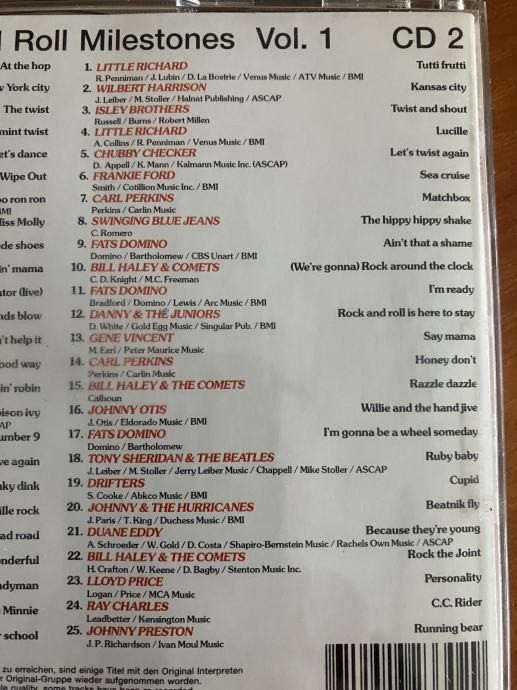 Roll Milestones Vol. 1 CD 2
At the hop
York city
The twist
mint twist
let's dance
Wipe Out
ron ron
BMI
Miss Molly
suede shoes
in' mama
(live)
blow
't help it
good way
in' robin
ivy
AP
number 9
again
dink
rock
road

Minnie
school
1. LITTLE RICHARD Tutti frutti
R. Penniman / J. Lubin / D. La Bostrie / Venus Music / ATV Music / BMI
2. WILBERT HARRISON Kansas city
J. Leiber / M. Stoller / Halnat Publishing / ASCAP
3. ISLEY BROTHERS Twist and shout
Russell / Burns / Robert Millen
4. LITTLE RICHARD Lucille
A. Collins / R. Penniman / Venus Music / BMI
5. CHUBBY CHECKER Let's twist again
D. Appell / K. Mann / Kalmann Music Inc. (ASCAP)
6. FRANKIE FORD Sea cruise
Smith / Cotillion Music Inc. / BMI
7. CARL PERKINS Matchbox
Perkins / Carlin Music
8. SWINGING BLUE JEANS The hippy hippy shake
C. Romero
9. FATS DOMINO Ain't that a shame
Domino / Bartholomew / CBS Unart / BMI
10. BILL HALEY & COMETS (We're gonna) Rock around the clock
C. D. Knight / M.C. Freeman
11. FATS DOMINO I'm ready
Bradford / Domino / Lewis / Arc Music / BMI
12. DANNY & THE JUNIORS Rock and roll is here to stay
D. White / Gold Egg Music / Singular Pub. / BMI
13. GENE VINCENT Say mama
M. Earl / Peter Maurice Music
14. CARL PERKINS Honey don't
Perkins / Carlin Music
15. BILL HALEY & THE COMETS Razzle dazzle
Calhoun
16. JOHNNY OTIS Willie and the hand jive
J. Otis / Eldorado Music / BMI
17. FATS DOMINO I'm gonna be a wheel someday
Domino / Bartholomew
18. TONY SHERIDAN & THE BEATLES Ruby baby
J. Leiber / M. Stoller / Jerry Leiber Music / Chappell / Mike Stoller / ASCAP
19. DRIFTERS Cupid
S. Cooke / Abkco Music / BMI
20. JOHNNY & THE HURRICANES Beatnik fly
J. Paris / T. King / Duchess Music / BMI
21. DUANE EDDY Because they're young
A. Schroeder / W. Gold / D. Costa / Shapiro-Bernstein Music / Rachels Own Music / ASCAP
22. BILL HALEY & THE COMETS Rock the Joint
H. Crafton / W. Keene / D. Bagby / Stenton Music Inc.
23. LLOYD PRICE Personality
Logan / Price / MCA Music
24. RAY CHARLES C.C. Rider
Leadbetter / Kensington Music
25. JOHNNY PRESTON Running bear
J. P. Richardson / Ivan Moul Music
zu erreichen, sind einige Titel mit den Original Interpreten
Original-Gruppe wieder aufgenommen worden.
quality, some tracks have been re recorded